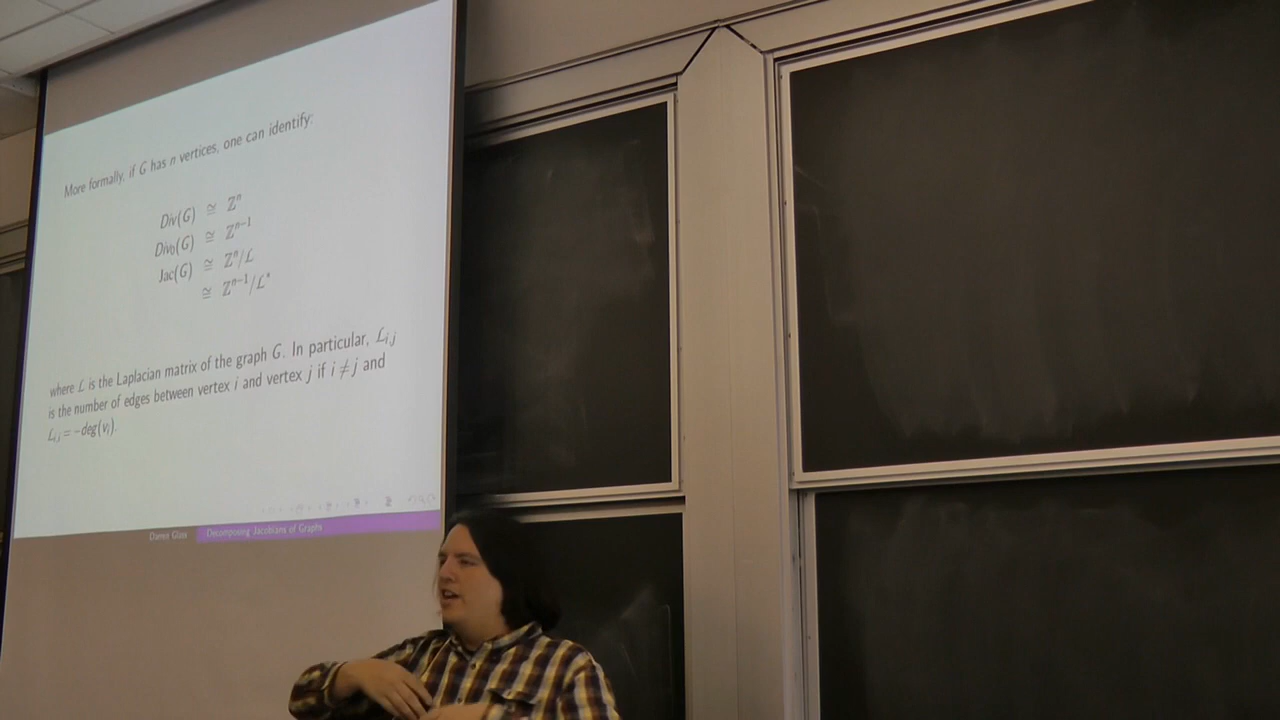 More formally, if G has n vertices, one can identify:
Div(G) ≅ ℤⁿ
Div₀(G) ≅ ℤⁿ⁻¹
Jac(G) ≅ ℤⁿ/ℒ
≅ ℤⁿ⁻¹/ℒ*
where ℒ is the Laplacian matrix of the graph G. In particular, ℒi,j
is the number of edges between vertex i and vertex j if i ≠ j and
ℒi,i = −deg(vi).
Darren Glass Decomposing Jacobians of Graphs